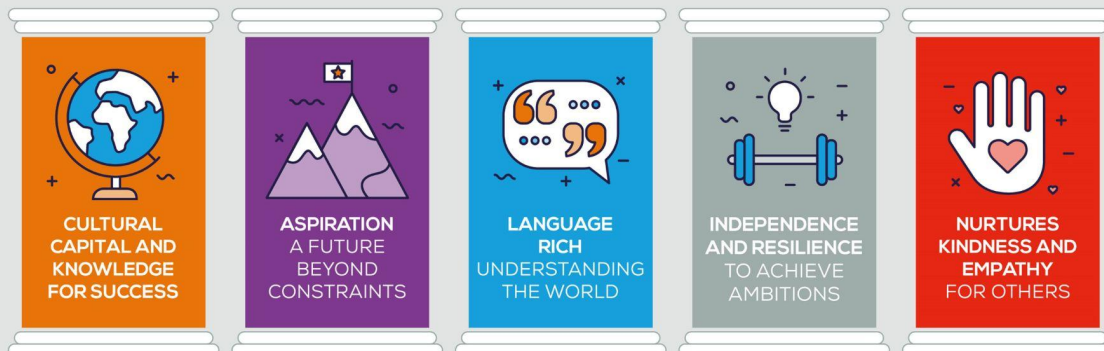 CULTURAL
CAPITAL AND
KNOWLEDGE
FOR SUCCESS
ASPIRATION
A FUTURE
BEYOND
CONSTRAINTS
LANGUAGE
RICH
UNDERSTANDING
THE WORLD
INDEPENDENCE
AND RESILIENCE
TO ACHIEVE
AMBITIONS
NURTURES
KINDNESS AND
EMPATHY
FOR OTHERS